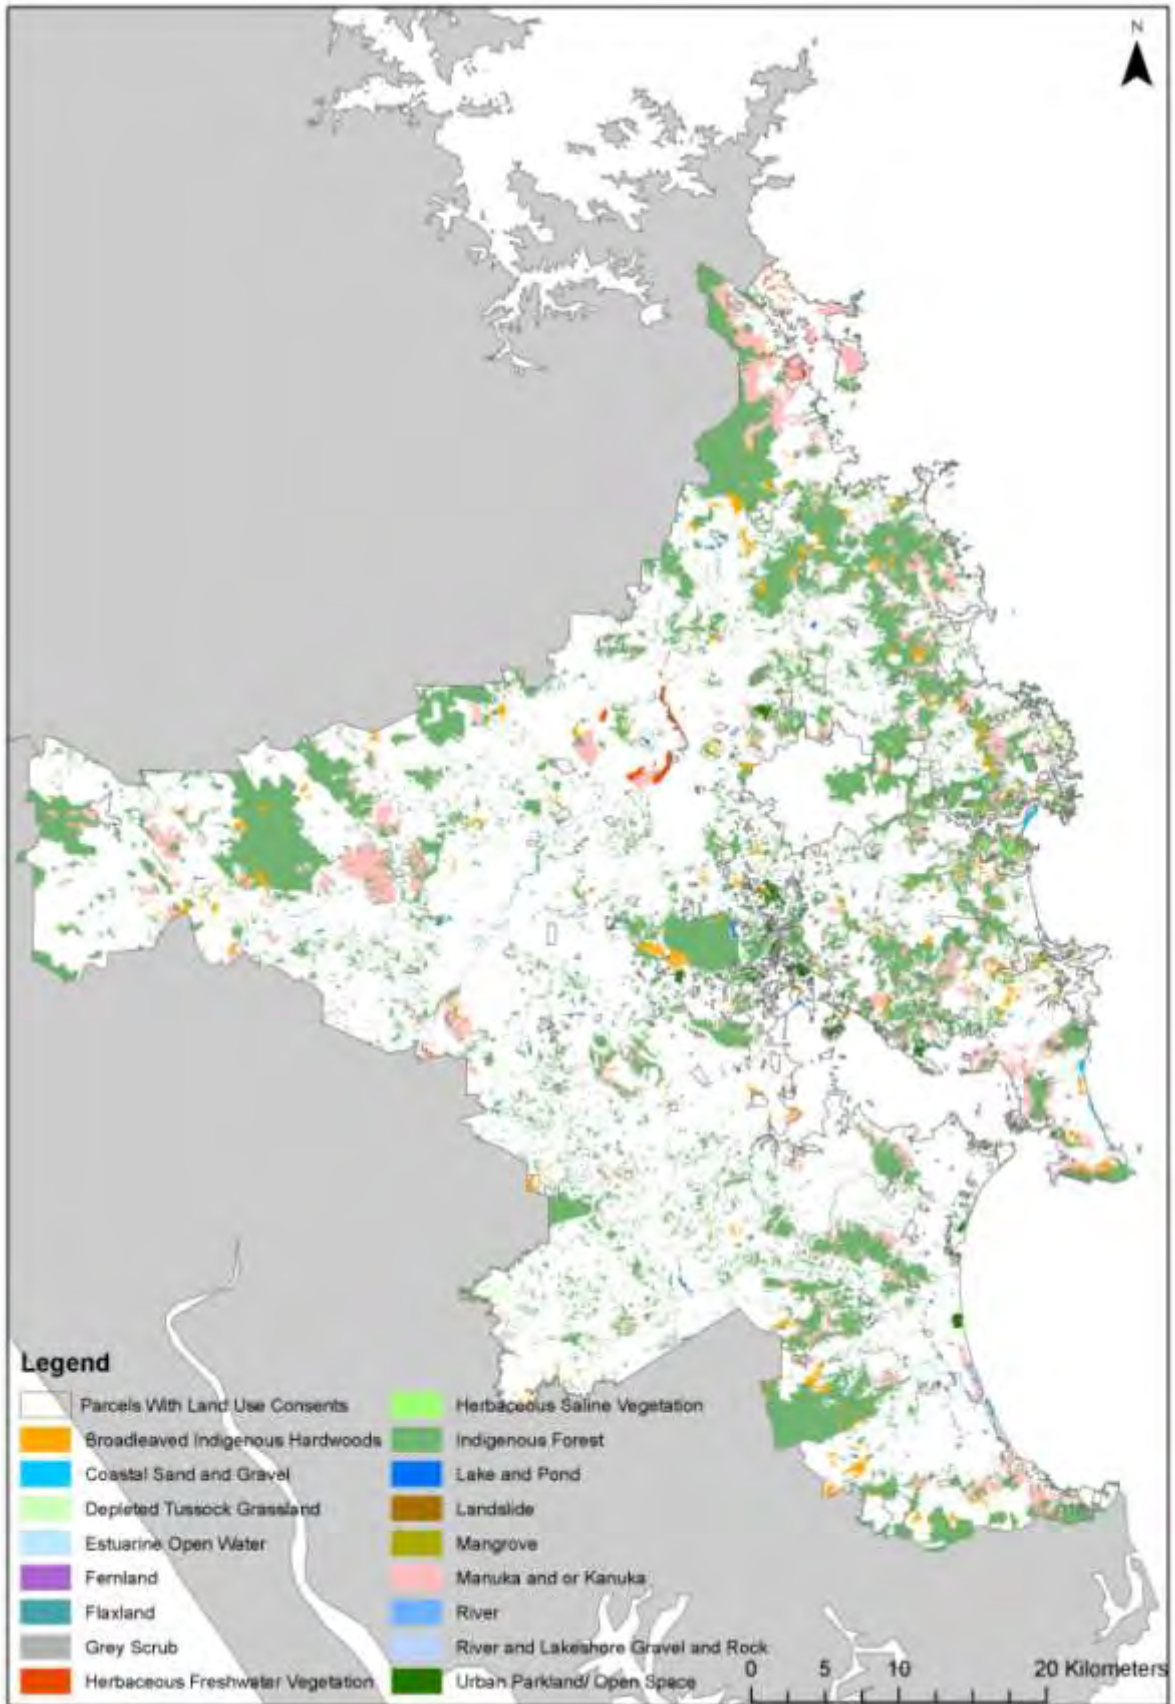 N
Legend
Parcels With Land Use Consents
Broadleaved Indigenous Hardwoods
Coastal Sand and Gravel
Depleted Tussock Grassland
Estuarine Open Water
Fernland
Flaxland
Grey Scrub
Herbaceous Freshwater Vegetation
Herbaceous Saline Vegetation
Indigenous Forest
Lake and Pond
Landslide
Mangrove
Manuka and or Kanuka
River
River and Lakeshore Gravel and Rock
Urban Parkland/ Open Space
0 5 10 20 Kilometers